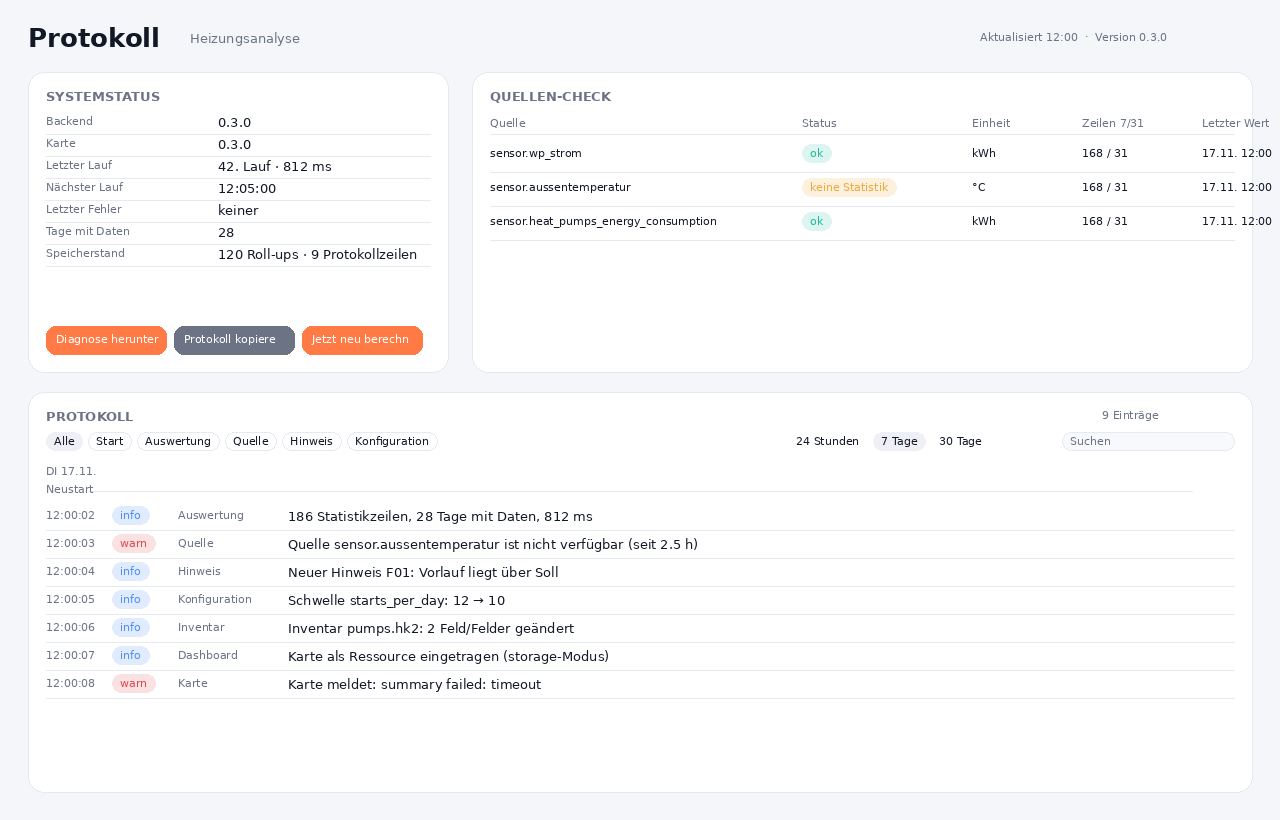 Protokoll Heizungsanalyse Aktualisiert 12:00 · Version 0.3.0
SYSTEMSTATUS
Backend 0.3.0
Karte 0.3.0
Letzter Lauf 42. Lauf · 812 ms
Nächster Lauf 12:05:00
Letzter Fehler keiner
Tage mit Daten 28
Speicherstand 120 Roll-ups · 9 Protokollzeilen
Diagnose herunter Protokoll kopiere Jetzt neu berechn
QUELLEN-CHECK
Quelle Status Einheit Zeilen 7/31 Letzter Wert
sensor.wp_strom ok kWh 168 / 31 17.11. 12:00
sensor.aussentemperatur keine Statistik °C 168 / 31 17.11. 12:00
sensor.heat_pumps_energy_consumption ok kWh 168 / 31 17.11. 12:00
PROTOKOLL 9 Einträge
Alle Start Auswertung Quelle Hinweis Konfiguration 24 Stunden 7 Tage 30 Tage Suchen
DI 17.11.
Neustart
12:00:02 info Auswertung 186 Statistikzeilen, 28 Tage mit Daten, 812 ms
12:00:03 warn Quelle Quelle sensor.aussentemperatur ist nicht verfügbar (seit 2.5 h)
12:00:04 info Hinweis Neuer Hinweis F01: Vorlauf liegt über Soll
12:00:05 info Konfiguration Schwelle starts_per_day: 12 → 10
12:00:06 info Inventar Inventar pumps.hk2: 2 Feld/Felder geändert
12:00:07 info Dashboard Karte als Ressource eingetragen (storage-Modus)
12:00:08 warn Karte Karte meldet: summary failed: timeout